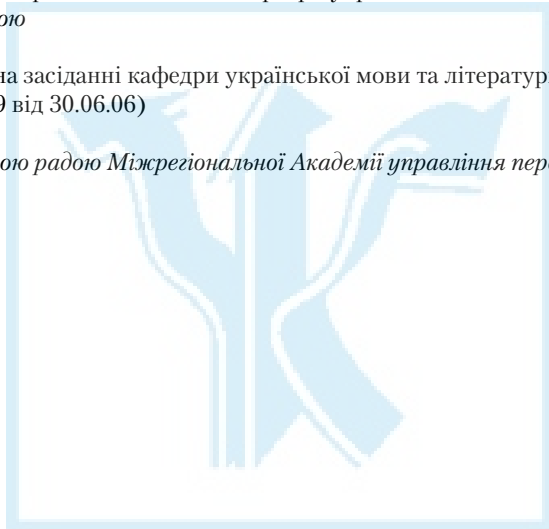 ою
на засіданні кафедри української мови та літератур
9 від 30.06.06)
ою радою Міжрегіональної Академії управління пер